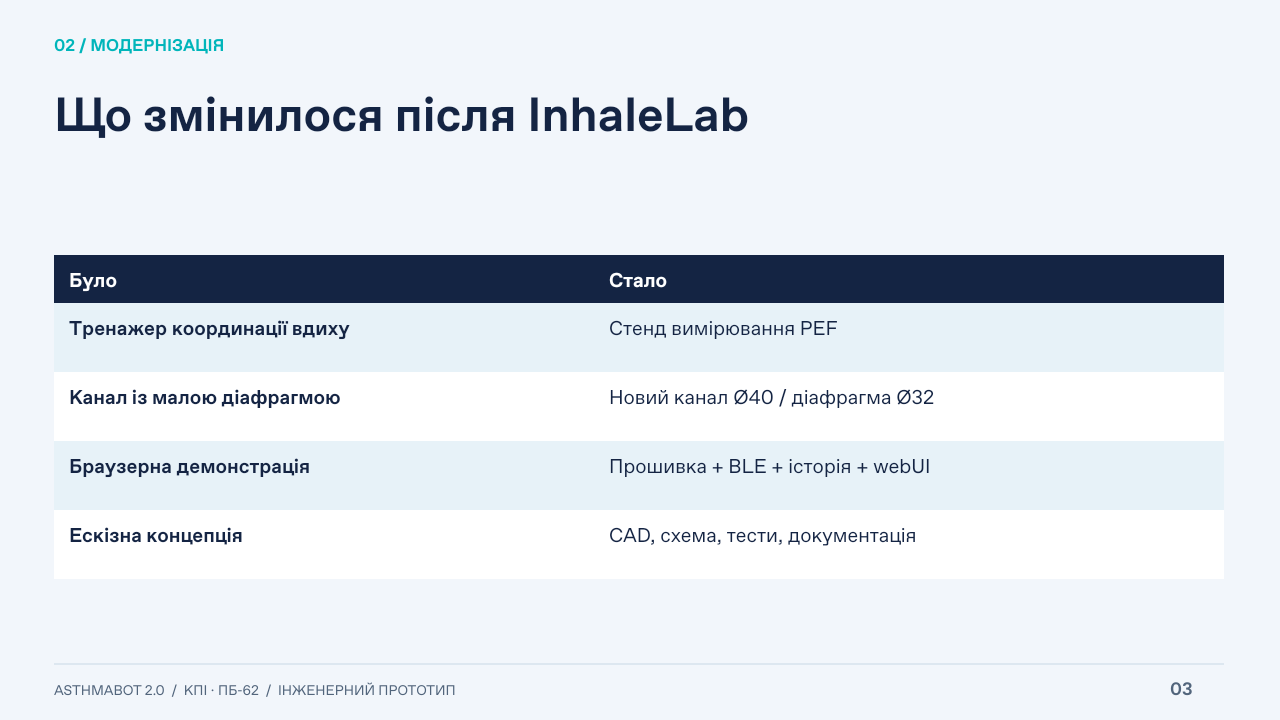 02 / МОДЕРНІЗАЦІЯ
Що змінилося після InhaleLab
Було Стало
Тренажер координації вдиху Стенд вимірювання PEF
Канал із малою діафрагмою Новий канал Ø40 / діафрагма Ø32
Браузерна демонстрація Прошивка + BLE + історія + webUI
Ескізна концепція CAD, схема, тести, документація
ASTHMABOT 2.0 / КПІ · ПБ-62 / ІНЖЕНЕРНИЙ ПРОТОТИП 03